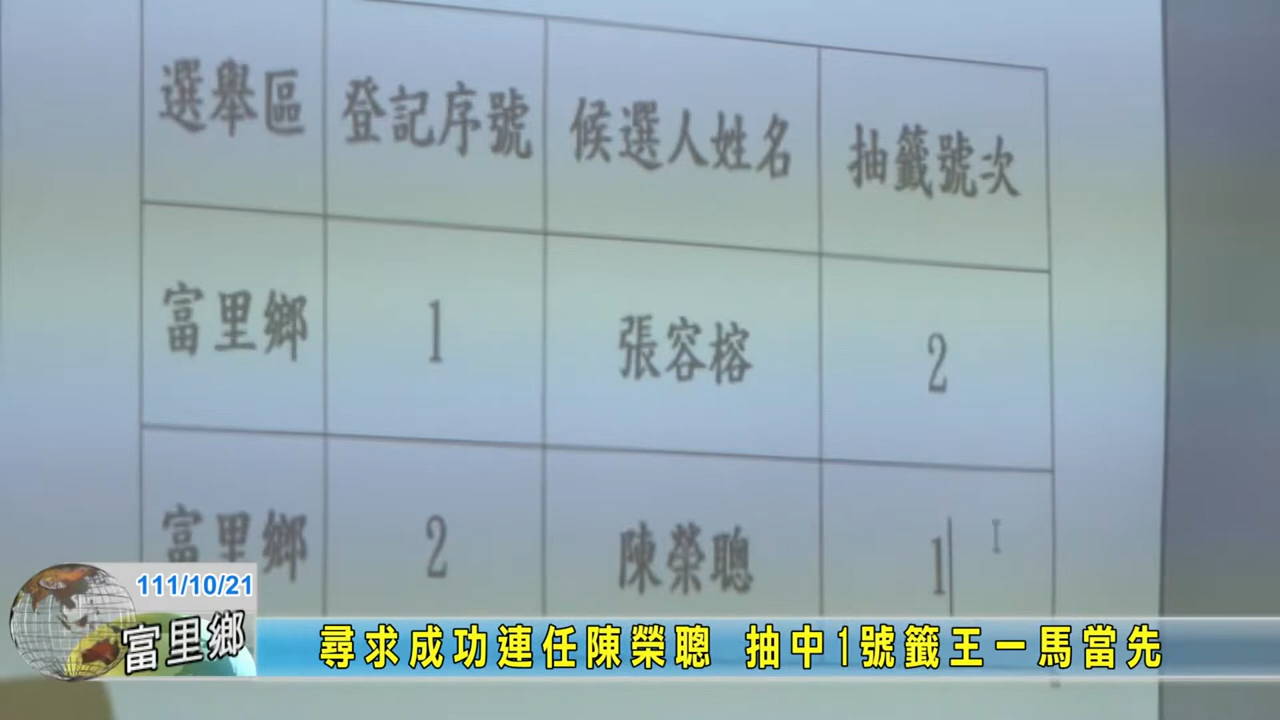 選舉區 登記序號 候選人姓名 抽籤號次
富里鄉 1 張容榕 2
富里鄉 2 陳榮聰 1
111/10/21
富里鄉
尋求成功連任陳榮聰 抽中1號籤王一馬當先